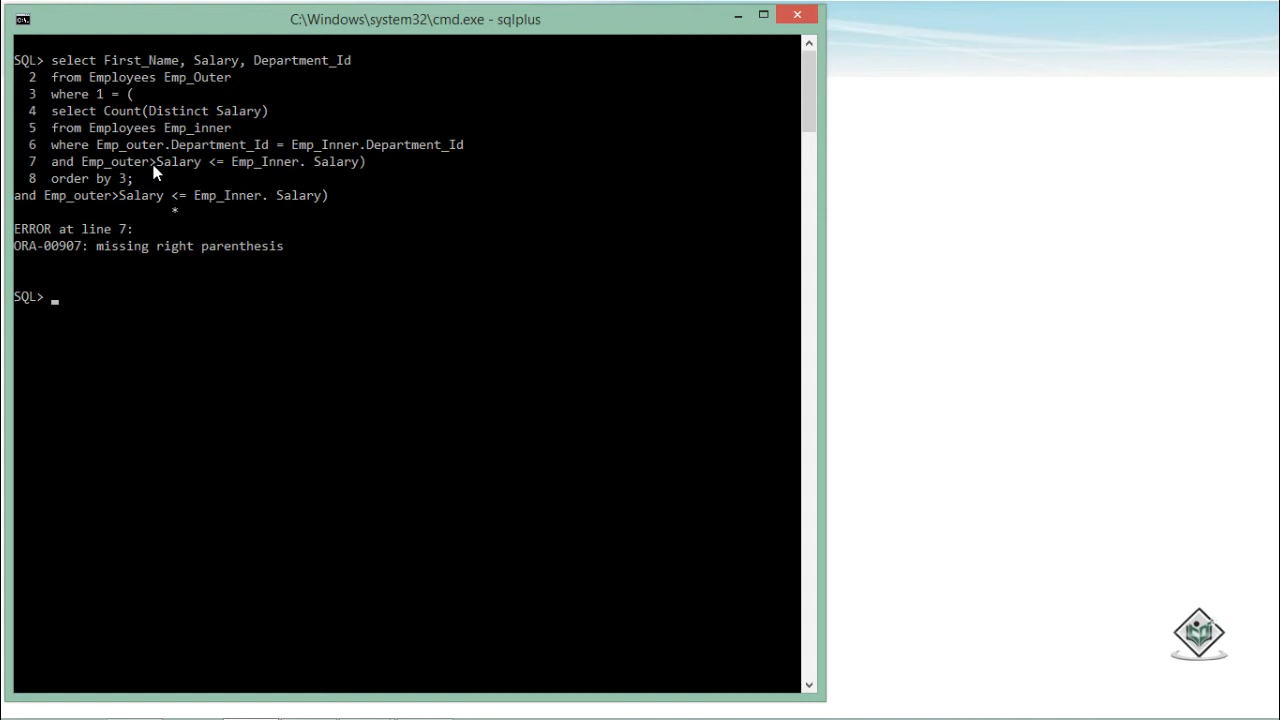 C:\Windows\system32\cmd.exe - sqlplus
SQL> select First_Name, Salary, Department_Id
2 from Employees Emp_Outer
3 where 1 = (
4 select Count(Distinct Salary)
5 from Employees Emp_inner
6 where Emp_outer.Department_Id = Emp_Inner.Department_Id
7 and Emp_outer>Salary <= Emp_Inner. Salary)
8 order by 3;
and Emp_outer>Salary <= Emp_Inner. Salary)
*
ERROR at line 7:
ORA-00907: missing right parenthesis
SQL> _